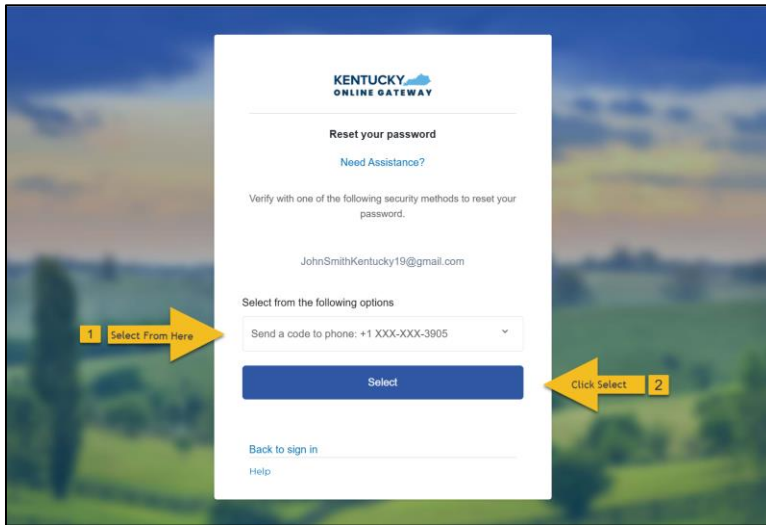 KENTUCKY
ONLINE GATEWAY
Reset your password
Need Assistance?
Verify with one of the following security methods to reset your
password.
JohnSmithKentucky19@gmail.com
Select from the following options
1 Select From Here
Send a code to phone: +1 XXX-XXX-3905
Select
Click Select 2
Back to sign in
Help